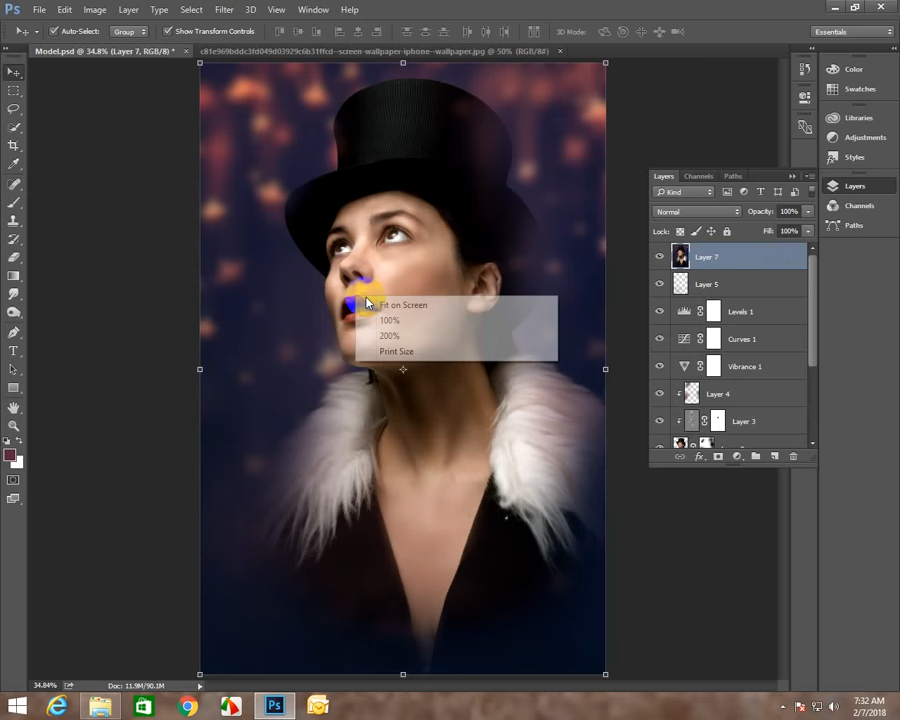 Ps File Edit Image Layer Type Select Filter 3D View Window Help
Auto-Select: Group Show Transform Controls Essentials
Model.psd @ 34.8% (Layer 7, RGB/8) * × c81e969bddc3fd049d03929c6b31ffcd--screen-wallpaper-iphone--wallpaper.jpg @ 50% (RGB/8#) ×
Color
Swatches
Libraries
Adjustments
Styles
Layers
Channels
Paths
Layers Channels Paths
Kind
Normal Opacity: 100%
Lock: Fill: 100%
Layer 7
Layer 5
Levels 1
Curves 1
Vibrance 1
Layer 4
Layer 3
Fit on Screen
100%
200%
Print Size
34.84% Doc: 11.9M/90.1M
Ps
7:32 AM
2/7/2018